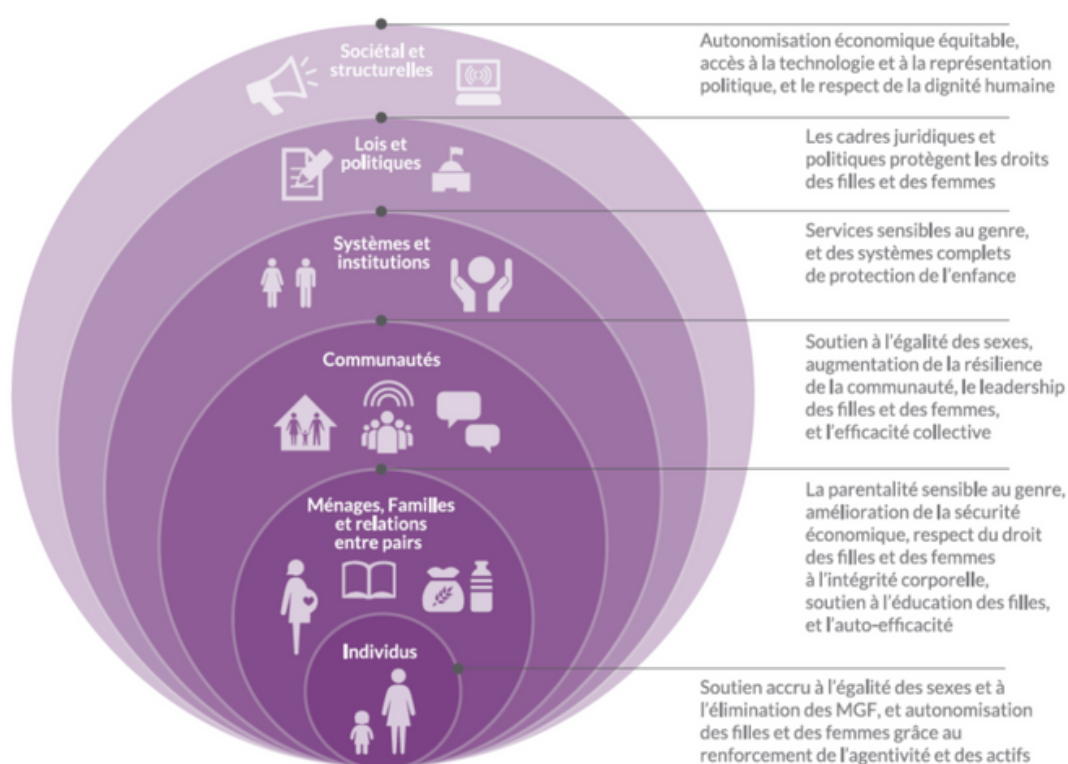 Sociétal et
structurelles
Autonomisation économique équitable,
accès à la technologie et à la représentation
politique, et le respect de la dignité humaine
Lois et
politiques
Les cadres juridiques et
politiques protègent les droits
des filles et des femmes
Systèmes et
institutions
Services sensibles au genre,
et des systèmes complets
de protection de l'enfance
Communautés
Soutien à l'égalité des sexes,
augmentation de la résilience
de la communauté, le leadership
des filles et des femmes,
et l'efficacité collective
Ménages, Familles
et relations
entre pairs
La parentalité sensible au genre,
amélioration de la sécurité
économique, respect du droit
des filles et des femmes
à l'intégrité corporelle,
soutien à l'éducation des filles,
et l'auto-efficacité
Individus
Soutien accru à l'égalité des sexes et à
l'élimination des MGF, et autonomisation
des filles et des femmes grâce au
renforcement de l'agentivité et des actifs